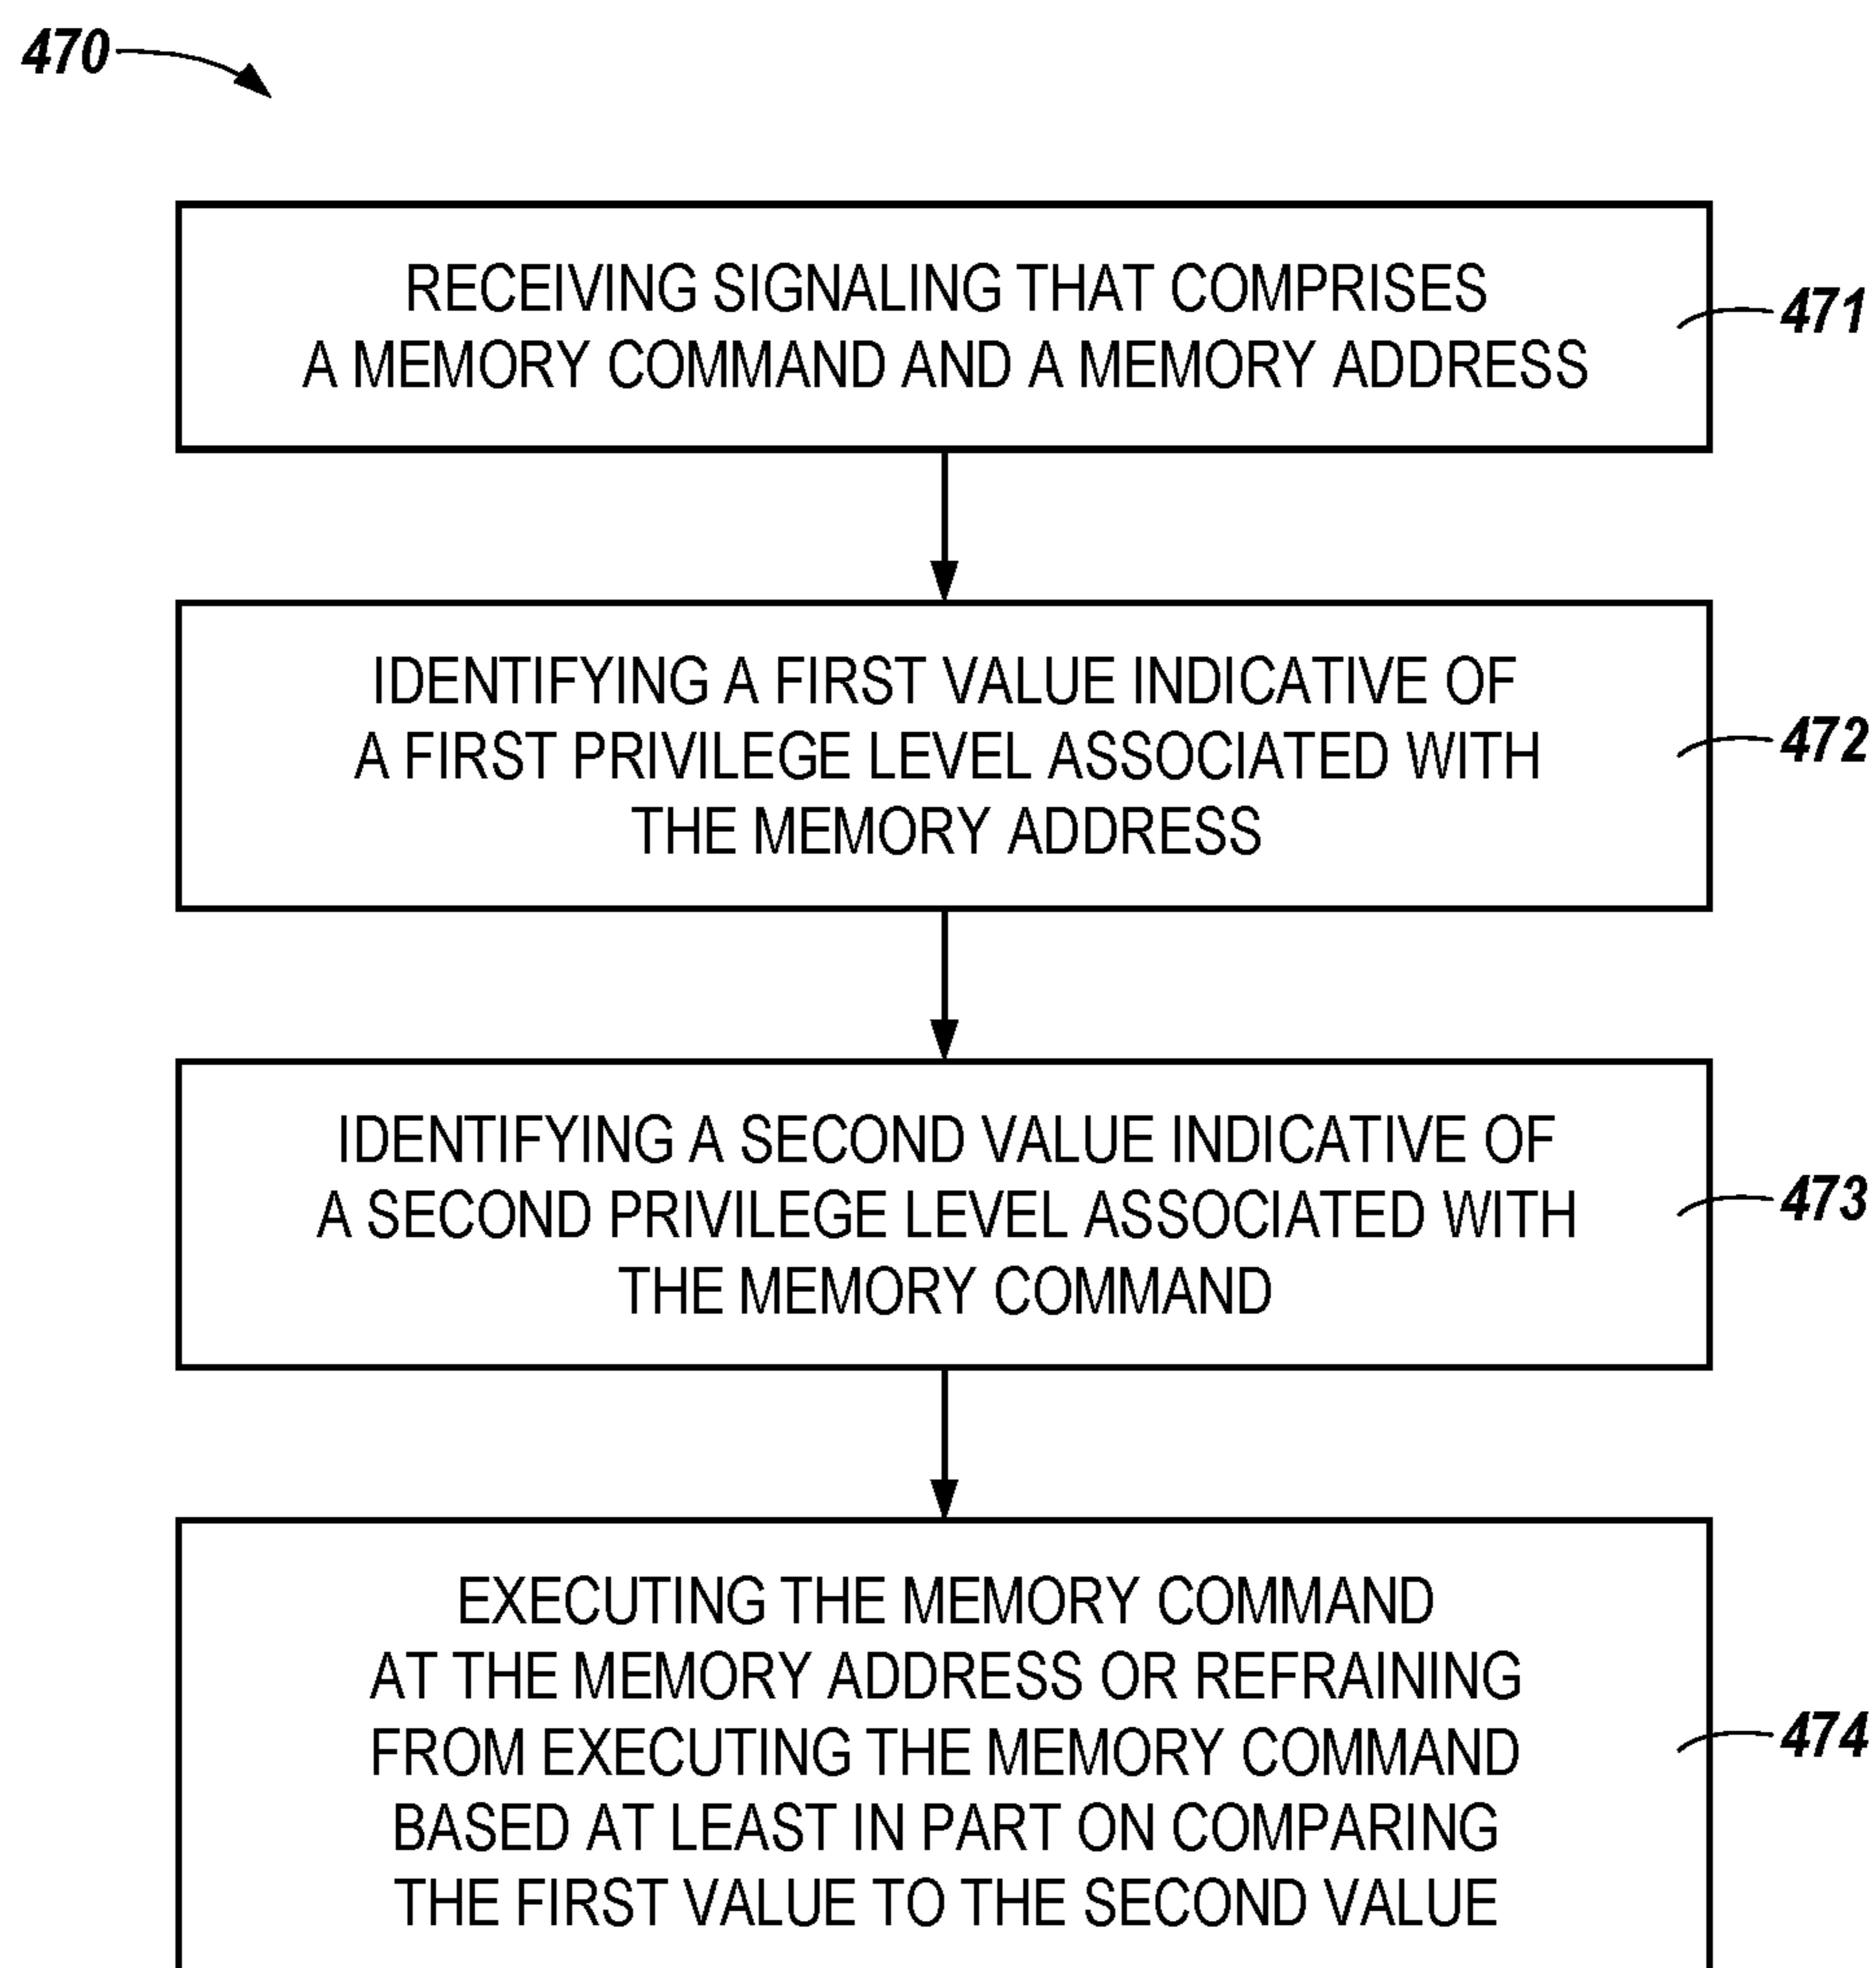 470
RECEIVING SIGNALING THAT COMPRISES
A MEMORY COMMAND AND A MEMORY ADDRESS
471
IDENTIFYING A FIRST VALUE INDICATIVE OF
A FIRST PRIVILEGE LEVEL ASSOCIATED WITH
THE MEMORY ADDRESS
472
IDENTIFYING A SECOND VALUE INDICATIVE OF
A SECOND PRIVILEGE LEVEL ASSOCIATED WITH
THE MEMORY COMMAND
473
EXECUTING THE MEMORY COMMAND
AT THE MEMORY ADDRESS OR REFRAINING
FROM EXECUTING THE MEMORY COMMAND
BASED AT LEAST IN PART ON COMPARING
THE FIRST VALUE TO THE SECOND VALUE
474